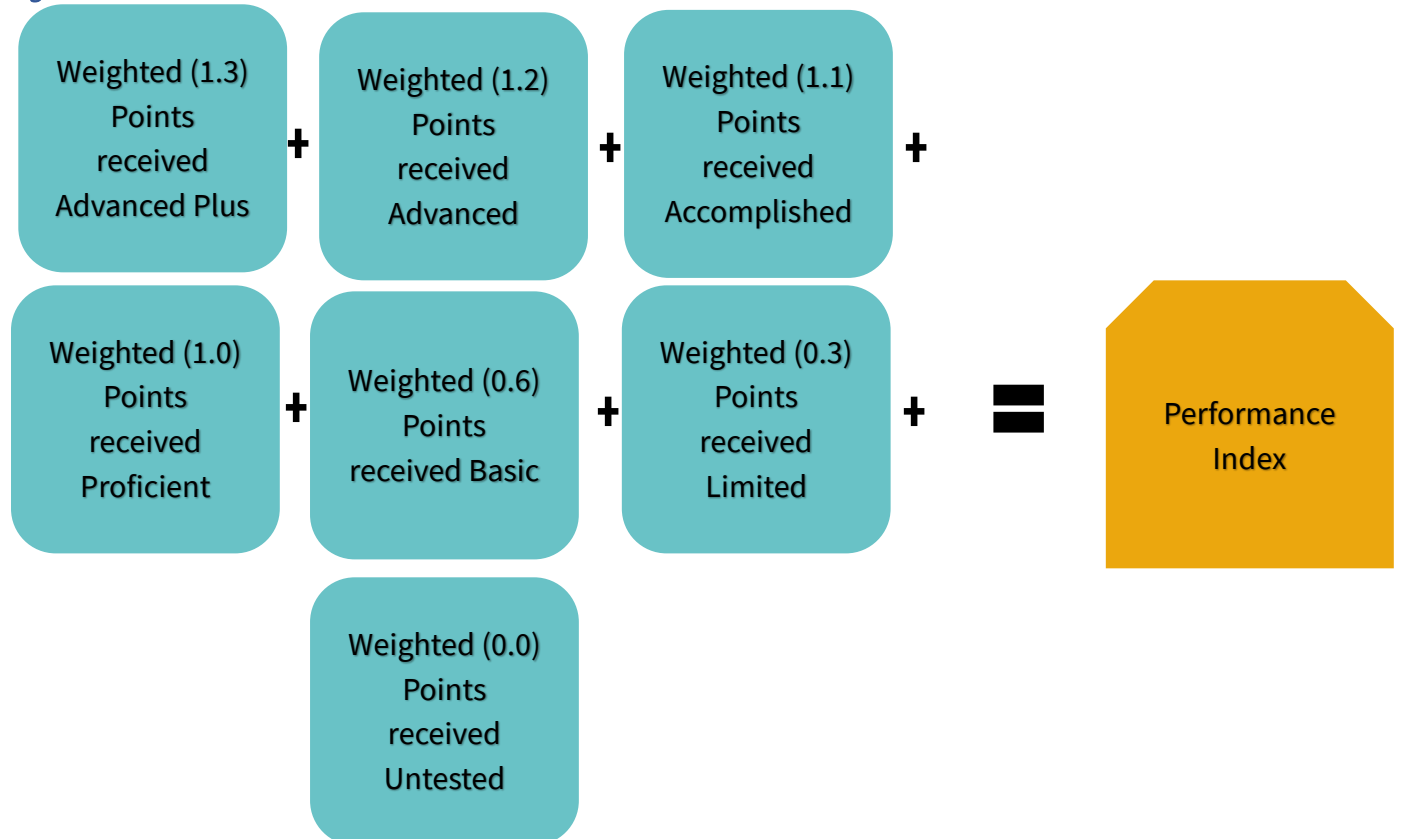 Weighted (1.3)
Points
received
Advanced Plus
+
Weighted (1.2)
Points
received
Advanced
+
Weighted (1.1)
Points
received
Accomplished
+
Weighted (1.0)
Points
received
Proficient
+
Weighted (0.6)
Points
received Basic
+
Weighted (0.3)
Points
received
Limited
+
Weighted (0.0)
Points
received
Untested
=
Performance
Index